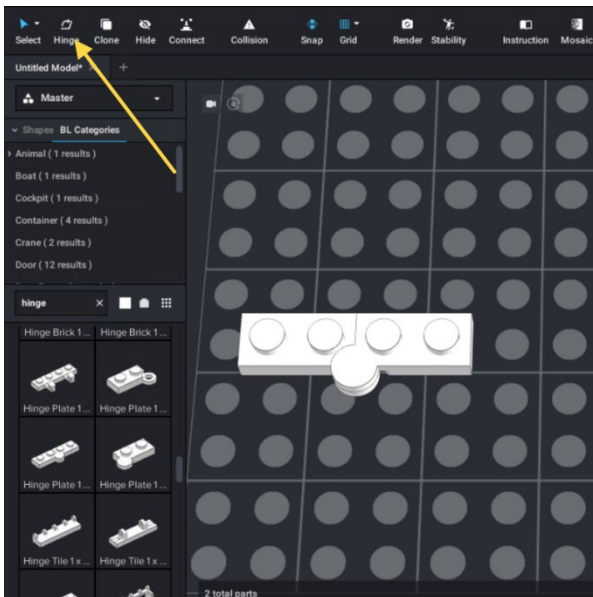 Select Hinge Clone Hide Connect Collision Snap Grid Render Stability Instruction Mosaic
Untitled Model* × +
Master
Shapes BL Categories
Animal ( 1 results )
Boat ( 1 results )
Cockpit ( 1 results )
Container ( 4 results )
Crane ( 2 results )
Door ( 12 results )
hinge ×
Hinge Brick 1... Hinge Brick 1...
Hinge Plate 1... Hinge Plate 1...
Hinge Plate 1... Hinge Plate 1...
Hinge Tile 1x... Hinge Tile 1x...
2 total parts